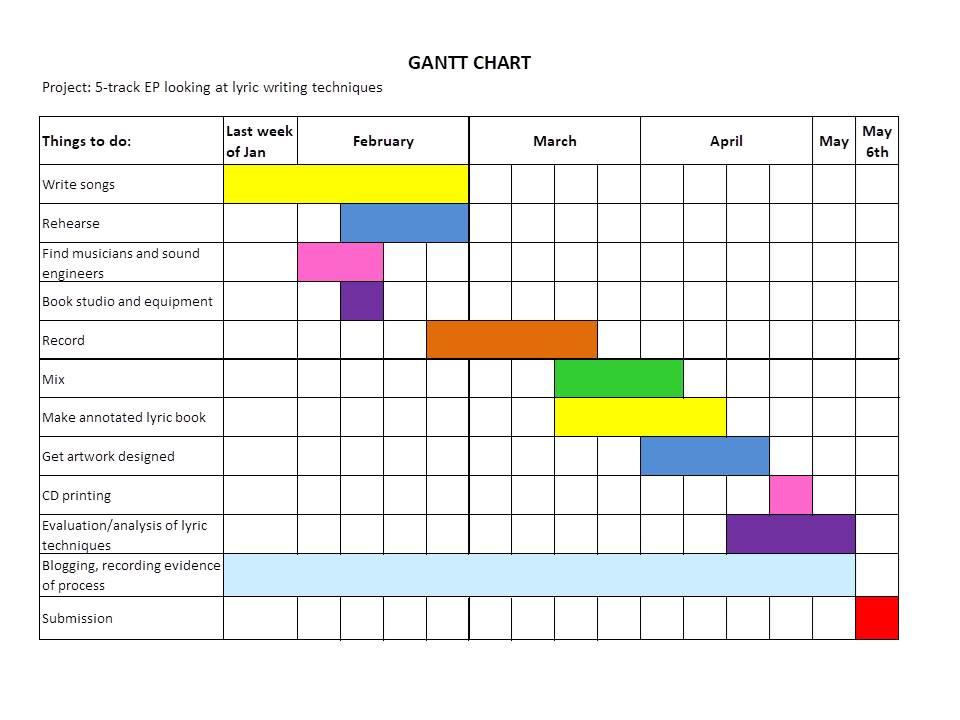 GANTT CHART
Project: 5-track EP looking at lyric writing techniques
Things to do:
Last week
of Jan
February
March
April
May
May
6th
Write songs
Rehearse
Find musicians and sound
engineers
Book studio and equipment
Record
Mix
Make annotated lyric book
Get artwork designed
CD printing
Evaluation/analysis of lyric
techniques
Blogging, recording evidence
of process
Submission